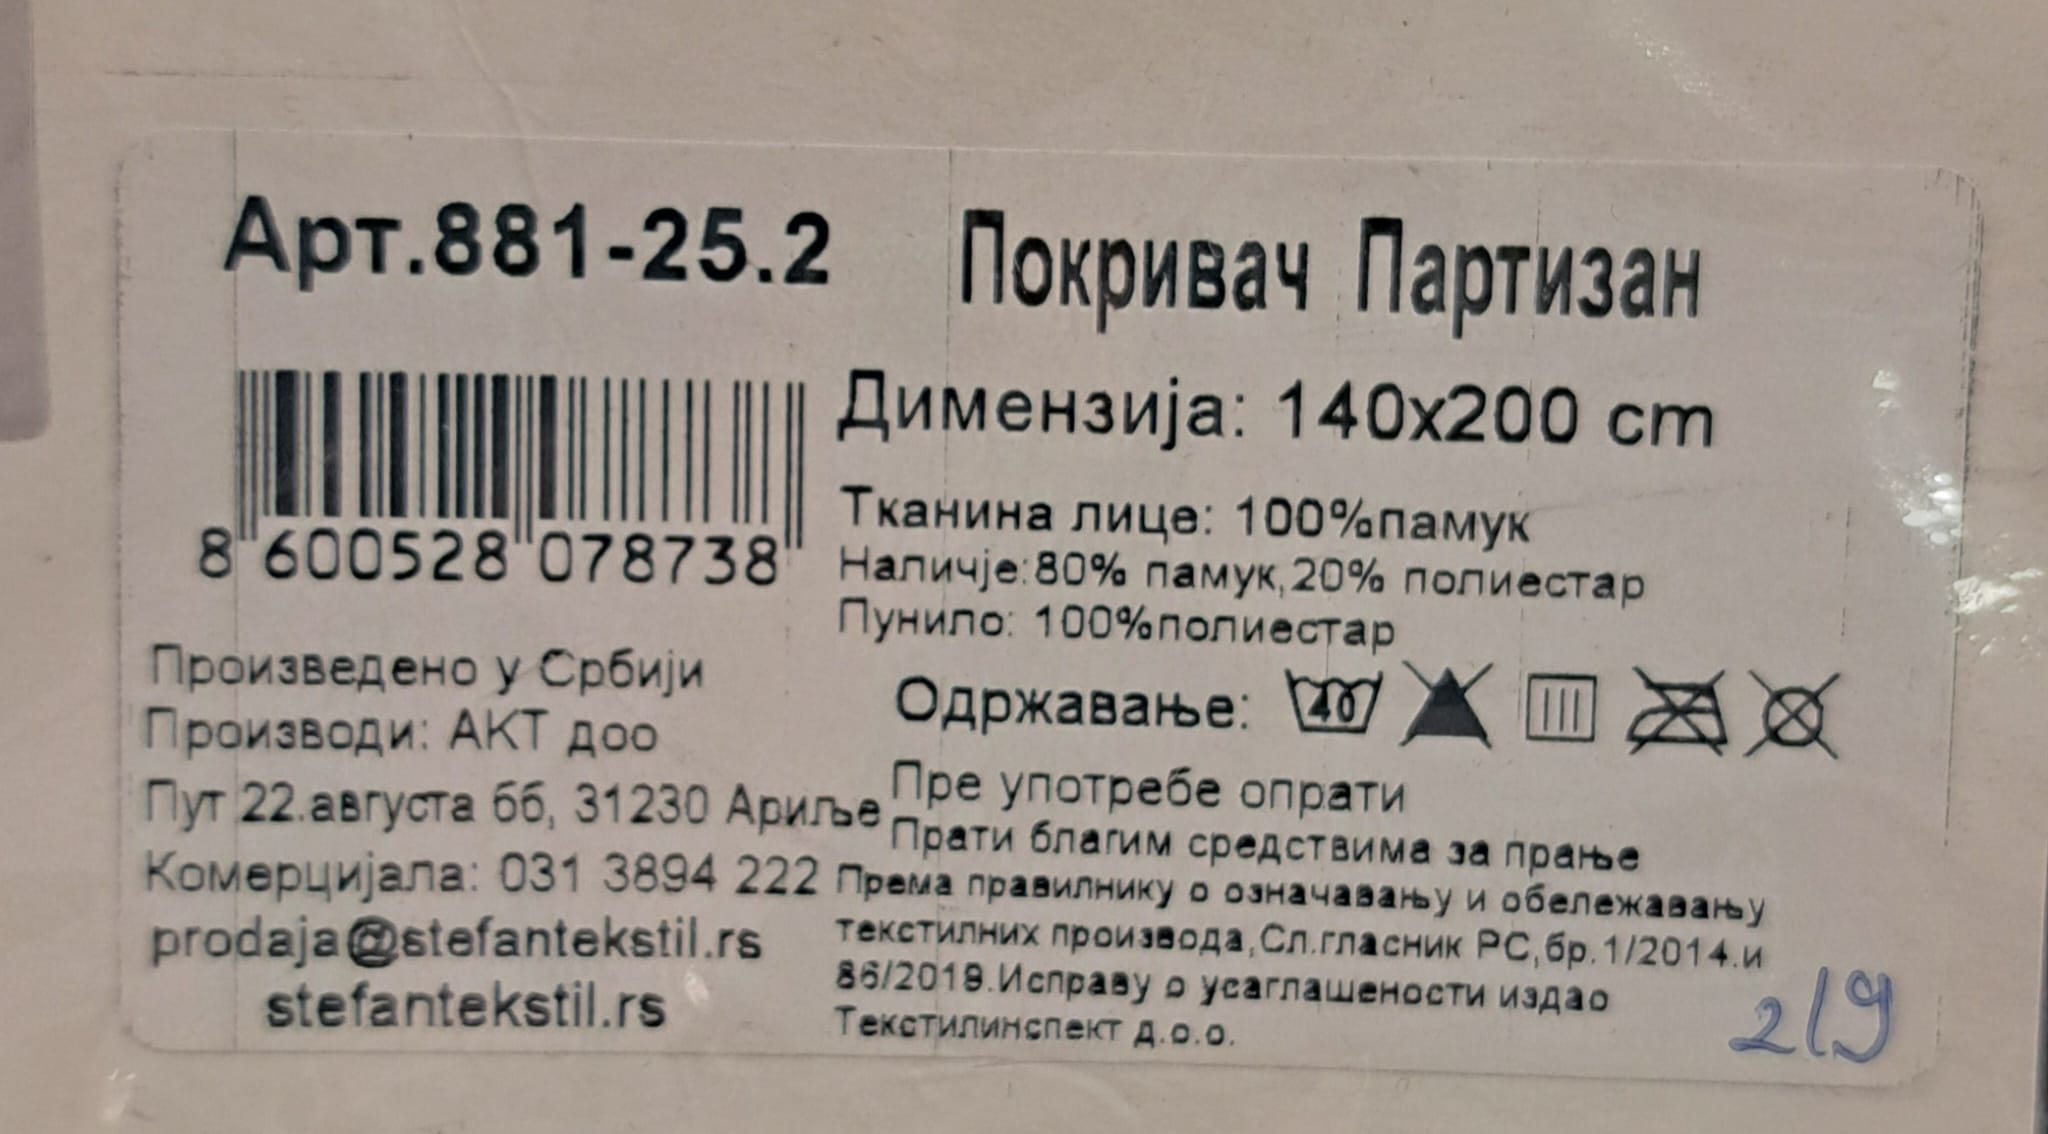 Арт.881-25.2
Покривач Партизан
8 600528 078738
Димензија: 140x200 cm
Тканина лице: 100%памук
Наличје:80% памук,20% полиестар
Пунило: 100%полиестар
Одржавање: 40
Пре употребе опрати
Прати благим средствима за прање
Према правилнику о означавању и обележавању
текстилних производа,Сл.гласник РС,бр.1/2014.и
86/2019.Исправу о усаглашености издао
Текстилинспект д.о.о.
Произведено у Србији
Производи: АКТ доо
Пут 22.августа бб, 31230 Ариље
Комерцијала: 031 3894 222
prodaja@stefantekstil.rs
stefantekstil.rs
2/9